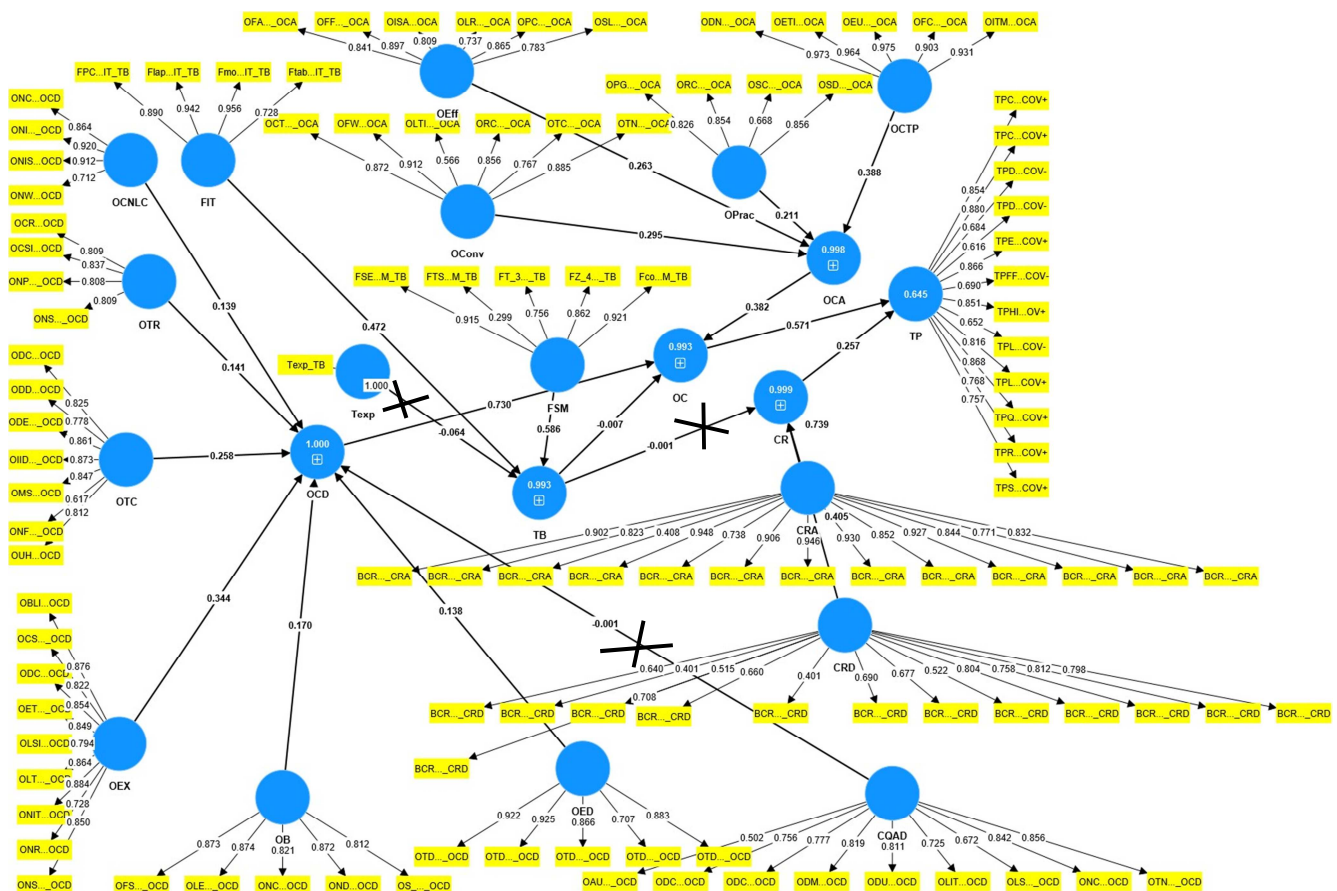 OFA..._OCA
OFF..._OCA
OISA..._OCA
OLR..._OCA
OPC..._OCA
OSL..._OCA
0.841
0.897
0.809
0.737
0.865
0.783
OEff
ODN..._OCA
OETI...OCA
OEU..._OCA
OFC..._OCA
OITM...OCA
0.973
0.964
0.975
0.903
0.931
OCTP
FPC...IT_TB
Flap...IT_TB
Fmo...IT_TB
Ftab...IT_TB
0.890
0.942
0.956
0.728
FIT
ONC...OCD
ONI..._OCD
ONIS...OCD
ONW...OCD
0.864
0.920
0.912
0.712
OCNLC
OCT..._OCA
OFW...OCA
OLTI..._OCA
ORC..._OCA
OTC..._OCA
OTN..._OCA
0.872
0.912
0.566
0.856
0.767
0.885
OConv
OPG..._OCA
ORC..._OCA
OSC..._OCA
OSD..._OCA
0.826
0.854
0.668
0.856
OPrac
0.263
0.211
0.388
0.295
0.998
OCA
TPC...COV+
TPC...COV+
TPD...COV-
TPD...COV-
TPE...COV+
TPFF...COV-
TPHI...OV+
TPL...COV-
TPL...COV+
TPQ...COV+
TPR...COV+
TPS...COV+
0.854
0.880
0.684
0.616
0.866
0.690
0.851
0.652
0.816
0.868
0.768
0.757
0.645
TP
OCR...OCD
OCSI...OCD
ONP..._OCD
ONS..._OCD
0.809
0.837
0.808
0.809
OTR
0.139
0.141
0.472
FSE...M_TB
FTS...M_TB
FT_3..._TB
FZ_4..._TB
Fco...M_TB
0.915
0.299
0.756
0.862
0.921
FSM
0.382
0.571
0.257
0.993
OC
Texp_TB
1.000
Texp
-0.064
0.730
0.586
-0.007
-0.001
0.999
CR
0.739
ODC...OCD
ODD...OCD
ODE..._OCD
OIID..._OCD
OMS...OCD
ONF..._OCD
OUH...OCD
0.825
0.778
0.861
0.873
0.847
0.617
0.812
OTC
0.258
1.000
OCD
0.993
TB
CRA
0.405
0.902
0.823
0.408
0.948
0.738
0.906
0.946
0.930
0.852
0.927
0.844
0.771
0.832
BCR..._CRA
BCR..._CRA
BCR..._CRA
BCR..._CRA
BCR..._CRA
BCR..._CRA
BCR..._CRA
BCR..._CRA
BCR..._CRA
BCR..._CRA
BCR..._CRA
BCR..._CRA
BCR..._CRA
0.344
0.170
0.138
-0.001
CRD
0.640
0.401
0.515
0.708
0.660
0.401
0.690
0.677
0.522
0.804
0.758
0.812
0.798
BCR..._CRD
BCR..._CRD
BCR..._CRD
BCR..._CRD
BCR..._CRD
BCR..._CRD
BCR..._CRD
BCR..._CRD
BCR..._CRD
BCR..._CRD
BCR..._CRD
BCR..._CRD
BCR..._CRD
OBLI...OCD
OCS..._OCD
ODC...OCD
OET..._OCD
OLSI...OCD
OLT..._OCD
ONIT...OCD
ONR...OCD
ONS..._OCD
0.876
0.822
0.854
0.849
0.794
0.864
0.884
0.728
0.850
OEX
OB
0.873
0.874
0.821
0.872
0.812
OFS..._OCD
OLE..._OCD
ONC...OCD
OND...OCD
OS_..._OCD
OED
0.922
0.925
0.866
0.707
0.883
OTD..._OCD
OTD..._OCD
OTD..._OCD
OTD..._OCD
OTD..._OCD
CQAD
0.502
0.756
0.777
0.819
0.811
0.725
0.672
0.842
0.856
OAU..._OCD
ODC...OCD
ODC...OCD
ODM...OCD
ODU...OCD
OLIT...OCD
OLS..._OCD
ONC...OCD
OTN..._OCD